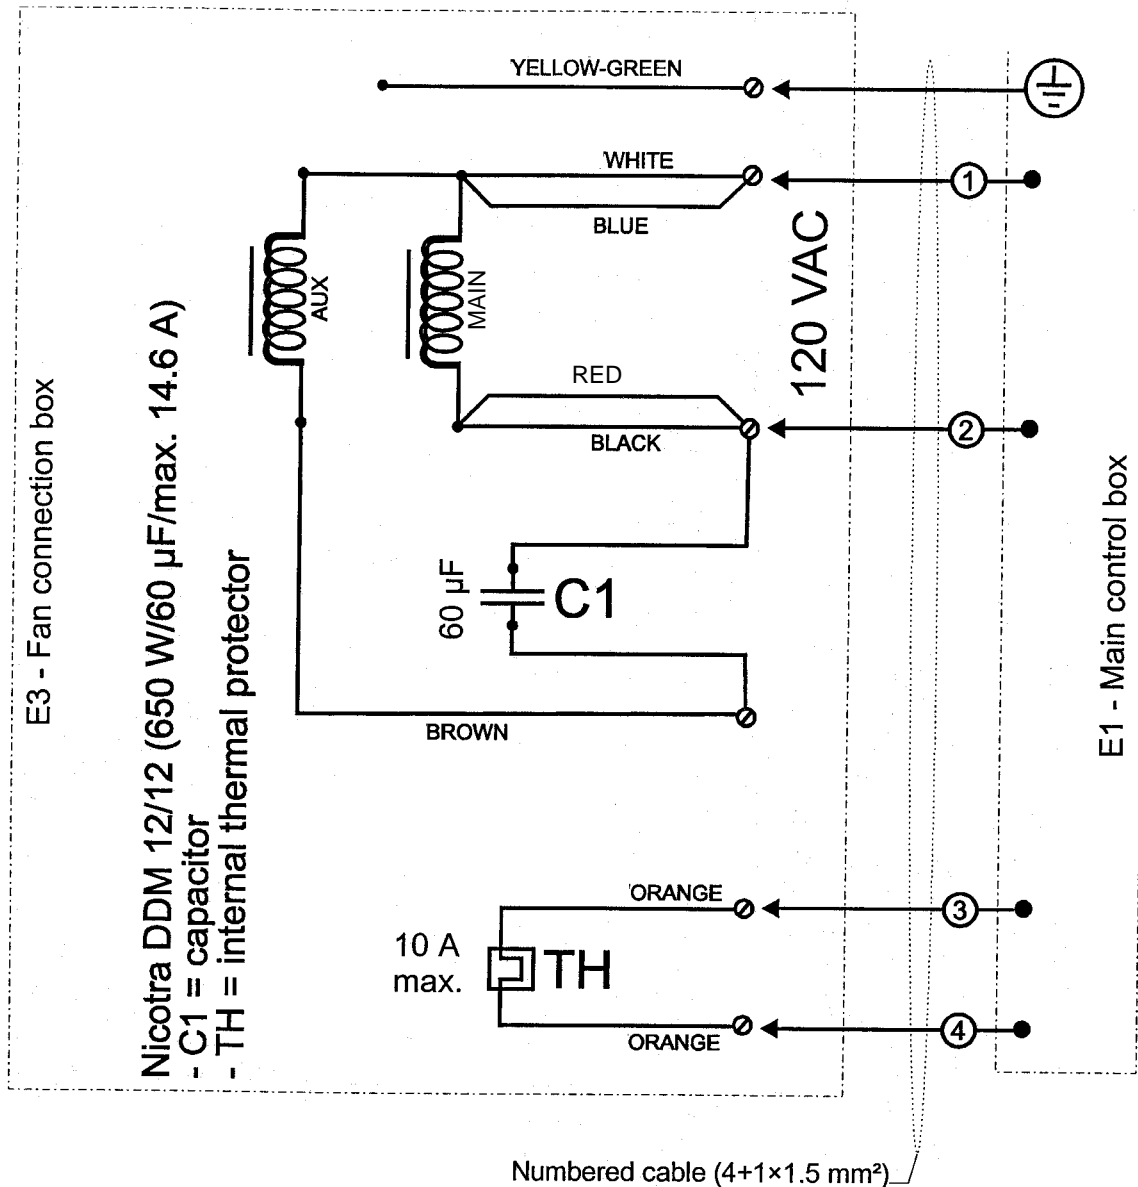 YELLOW-GREEN
WHITE
1
BLUE
AUX
MAIN
120 VAC
RED
2
BLACK
E3 - Fan connection box
Nicotra DDM 12/12 (650 W/60 µF/max. 14.6 A)
- C1 = capacitor
- TH = internal thermal protector
60 µF
C1
E1 - Main control box
BROWN
ORANGE
3
10 A
max.
TH
4
ORANGE
Numbered cable (4+1×1.5 mm²)